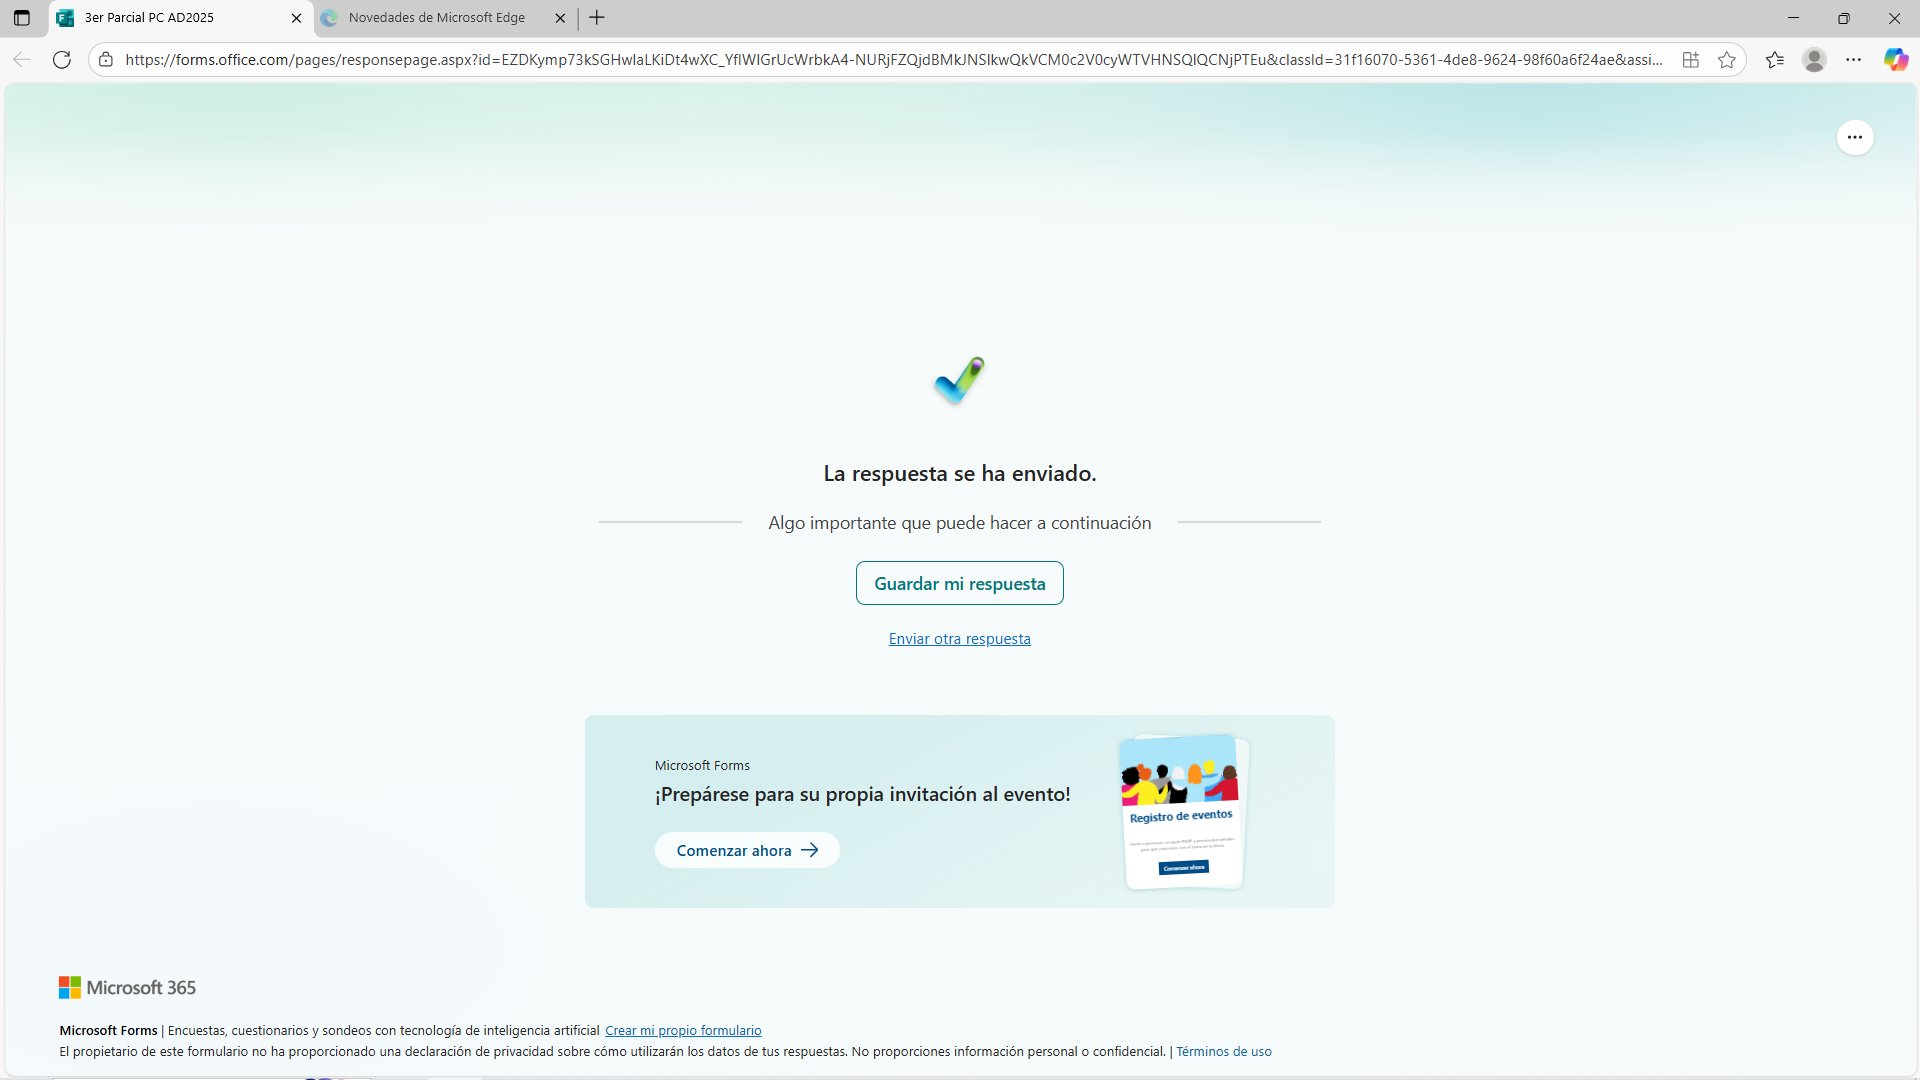 3er Parcial PC AD2025
Novedades de Microsoft Edge
https://forms.office.com/pages/responsepage.aspx?id=EZDKymp73kSGHwIaLKiDt4wXC_YflWlGrUcWrbkA4-NURjFZQjdBMkJNSlkwQkVCM0c2V0cyWTVHNSQlQCNjPTEu&classId=31f16070-5361-4de8-9624-98f60a6f24ae&assi...
La respuesta se ha enviado.
Algo importante que puede hacer a continuación
Guardar mi respuesta
Enviar otra respuesta
Microsoft Forms
¡Prepárese para su propia invitación al evento!
Comenzar ahora
Registro de eventos
Comenzar ahora
Microsoft 365
Microsoft Forms | Encuestas, cuestionarios y sondeos con tecnología de inteligencia artificial Crear mi propio formulario
El propietario de este formulario no ha proporcionado una declaración de privacidad sobre cómo utilizarán los datos de tus respuestas. No proporciones información personal o confidencial. | Términos de uso